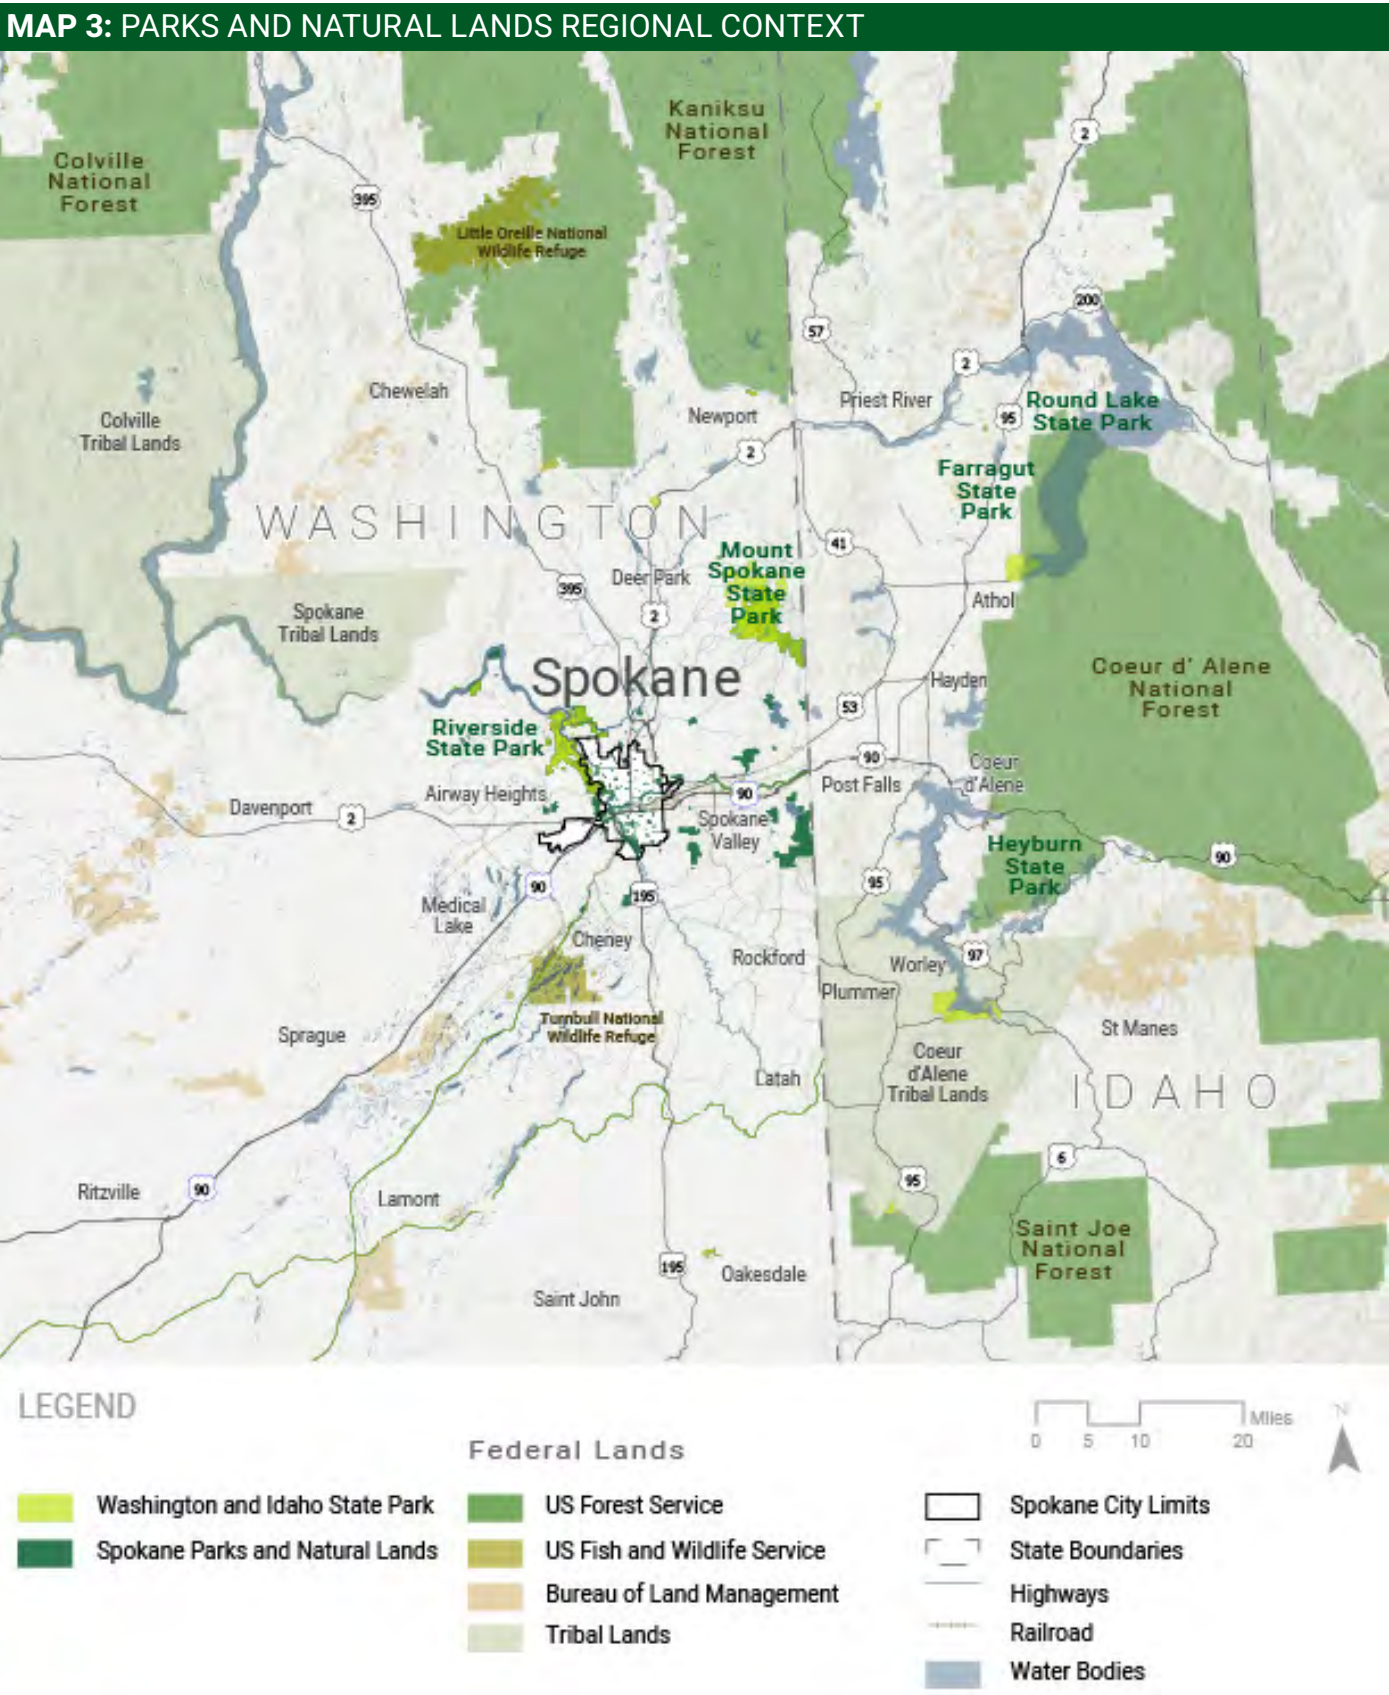 MAP 3: PARKS AND NATURAL LANDS REGIONAL CONTEXT
Kaniksu
National
Forest
2
Colville
National
Forest
395
Little Oreille National
Wildlife Refuge
200
57
2
Chewelah
Priest River
Round Lake
State Park
95
Newport
Colville
Tribal Lands
2
Farragut
State
Park
WASHINGTON
41
Mount
Spokane
State
Park
Deer Park
395
2
Athol
Spokane
Tribal Lands
Spokane
Hayden
Coeur d' Alene
National
Forest
53
Riverside
State Park
90
Coeur
d'Alene
Post Falls
Airway Heights
90
Davenport
2
Spokane
Valley
Heyburn
State
Park
90
95
90
195
Medical
Lake
Cheney
Rockford
Worley
97
Plummer
Turnbull National
Wildlife Refuge
Sprague
St Manes
Coeur
d'Alene
Tribal Lands
Latah
IDAHO
6
95
Ritzville
90
Lamont
Saint Joe
National
Forest
195
Oakesdale
Saint John
LEGEND
Washington and Idaho State Park
Spokane Parks and Natural Lands
Federal Lands
US Forest Service
US Fish and Wildlife Service
Bureau of Land Management
Tribal Lands
Spokane City Limits
State Boundaries
Highways
Railroad
Water Bodies
Miles
0 5 10 20
N